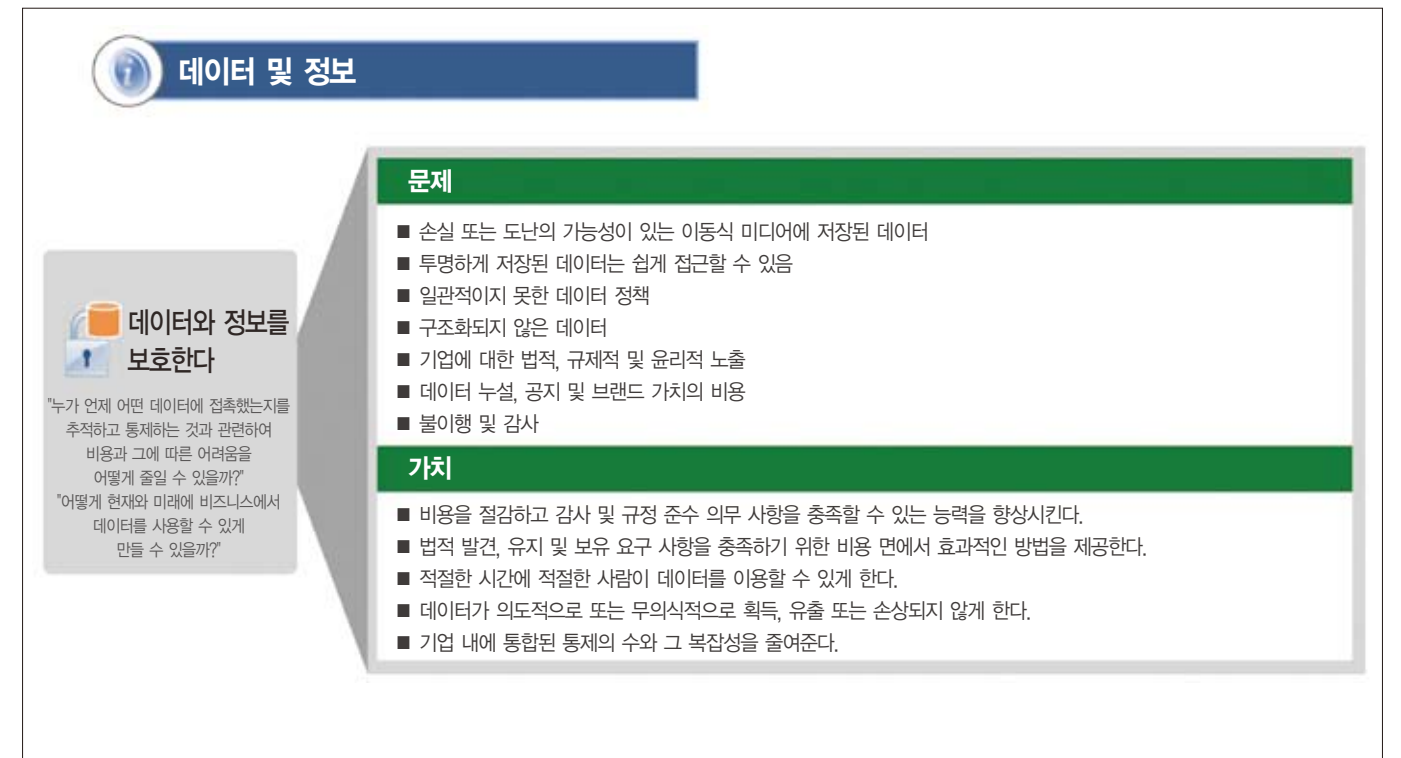 데이터 및 정보
데이터와 정보를
보호한다
"누가 언제 어떤 데이터에 접촉했는지를
추적하고 통제하는 것과 관련하여
비용과 그에 따른 어려움을
어떻게 줄일 수 있을까?"
"어떻게 현재와 미래에 비즈니스에서
데이터를 사용할 수 있게
만들 수 있을까?"
문제
■ 손실 또는 도난의 가능성이 있는 이동식 미디어에 저장된 데이터
■ 투명하게 저장된 데이터는 쉽게 접근할 수 있음
■ 일관적이지 못한 데이터 정책
■ 구조화되지 않은 데이터
■ 기업에 대한 법적, 규제적 및 윤리적 노출
■ 데이터 누설, 공지 및 브랜드 가치의 비용
■ 불이행 및 감사
가치
■ 비용을 절감하고 감사 및 규정 준수 의무 사항을 충족할 수 있는 능력을 향상시킨다.
■ 법적 발견, 유지 및 보유 요구 사항을 충족하기 위한 비용 면에서 효과적인 방법을 제공한다.
■ 적절한 시간에 적절한 사람이 데이터를 이용할 수 있게 한다.
■ 데이터가 의도적으로 또는 무의식적으로 획득, 유출 또는 손상되지 않게 한다.
■ 기업 내에 통합된 통제의 수와 그 복잡성을 줄여준다.